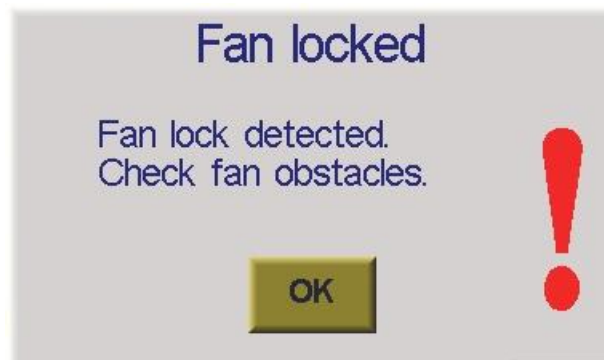 Fan locked
Fan lock detected.
Check fan obstacles.
OK